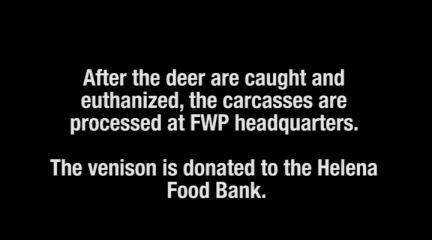 After the deer are caught and
euthanized, the carcasses are
processed at FWP headquarters.
The venison is donated to the Helena
Food Bank.